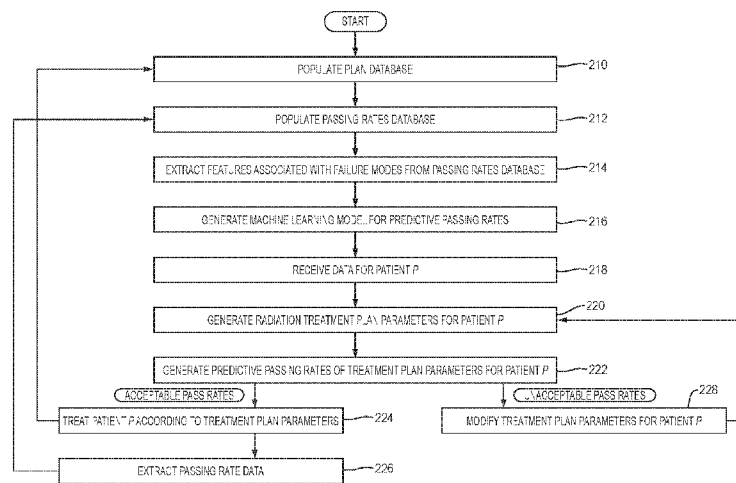 START
POPULATE PLAN DATABASE
210
POPULATE PASSING RATES DATABASE
212
EXTRACT FEATURES ASSOCIATED WITH FAILURE MODES FROM PASSING RATES DATABASE
214
GENERATE MACHINE LEARNING MODEL FOR PREDICTIVE PASSING RATES
216
RECEIVE DATA FOR PATIENT P
218
GENERATE RADIATION TREATMENT PLAN PARAMETERS FOR PATIENT P
220
GENERATE PREDICTIVE PASSING RATES OF TREATMENT PLAN PARAMETERS FOR PATIENT P
222
ACCEPTABLE PASS RATES
UNACCEPTABLE PASS RATES
TREAT PATIENT P ACCORDING TO TREATMENT PLAN PARAMETERS
224
MODIFY TREATMENT PLAN PARAMETERS FOR PATIENT P
228
EXTRACT PASSING RATE DATA
226